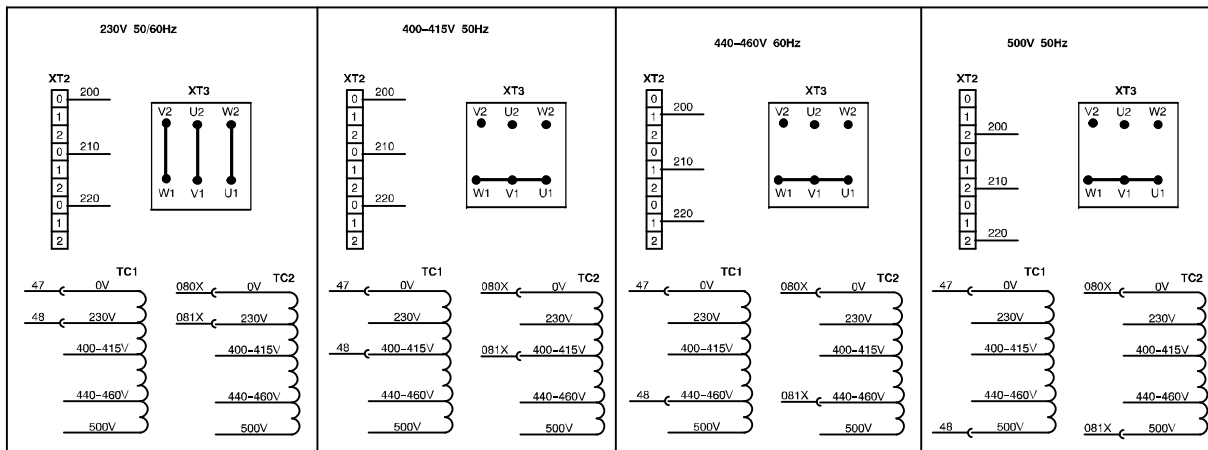 230V 50/60Hz
XT2
0 200
1
2
0 210
1
2
0 220
1
2
XT3
V2 U2 W2
W1 V1 U1
TC1
47 0V
48 230V
400-415V
440-460V
500V
TC2
080X 0V
081X 230V
400-415V
440-460V
500V
400-415V 50Hz
XT2
0 200
1
2
0 210
1
2
0 220
1
2
XT3
V2 U2 W2
W1 V1 U1
TC1
47 0V
230V
48 400-415V
440-460V
500V
TC2
080X 0V
230V
081X 400-415V
440-460V
500V
440-460V 60Hz
XT2
0
1 200
2
0
1 210
2
0
1 220
2
XT3
V2 U2 W2
W1 V1 U1
TC1
47 0V
230V
400-415V
48 440-460V
500V
TC2
080X 0V
230V
400-415V
081X 440-460V
500V
500V 50Hz
XT2
0
1
2 200
0
1
2 210
0
1
2 220
XT3
V2 U2 W2
W1 V1 U1
TC1
47 0V
230V
400-415V
440-460V
48 500V
TC2
080X 0V
230V
400-415V
440-460V
081X 500V